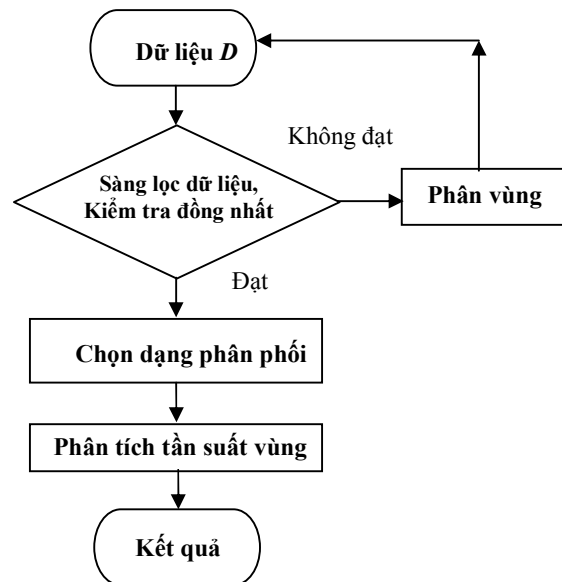 Dữ liệu D
Không đạt
Sàng lọc dữ liệu,
Kiểm tra đồng nhất
Phân vùng
Đạt
Chọn dạng phân phối
Phân tích tần suất vùng
Kết quả